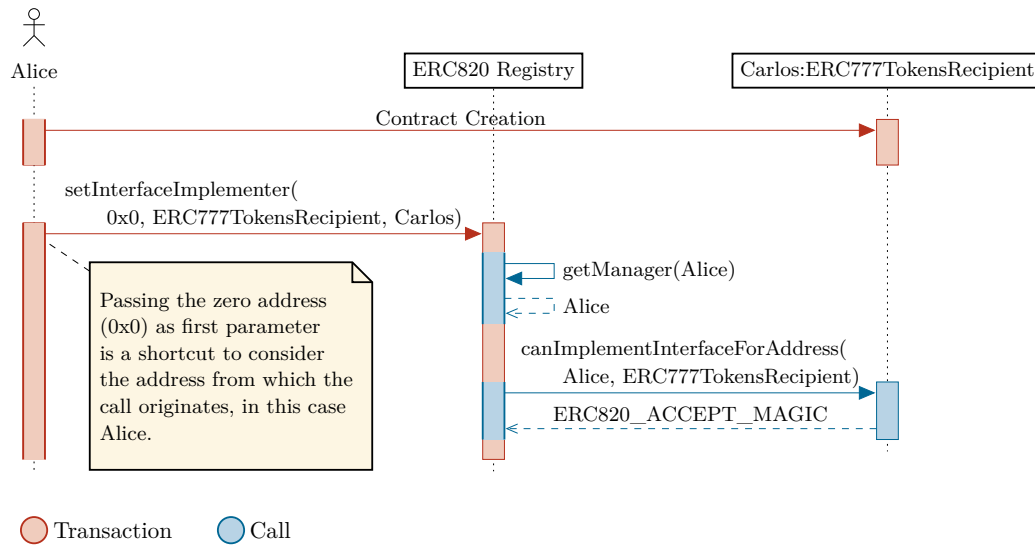 Alice
ERC820 Registry
Carlos:ERC777TokensRecipient
Contract Creation
setInterfaceImplementer(
0x0, ERC777TokensRecipient, Carlos)
getManager(Alice)
Alice
Passing the zero address
(0x0) as first parameter
is a shortcut to consider
the address from which the
call originates, in this case
Alice.
canImplementInterfaceForAddress(
Alice, ERC777TokensRecipient)
ERC820_ACCEPT_MAGIC
Transaction
Call